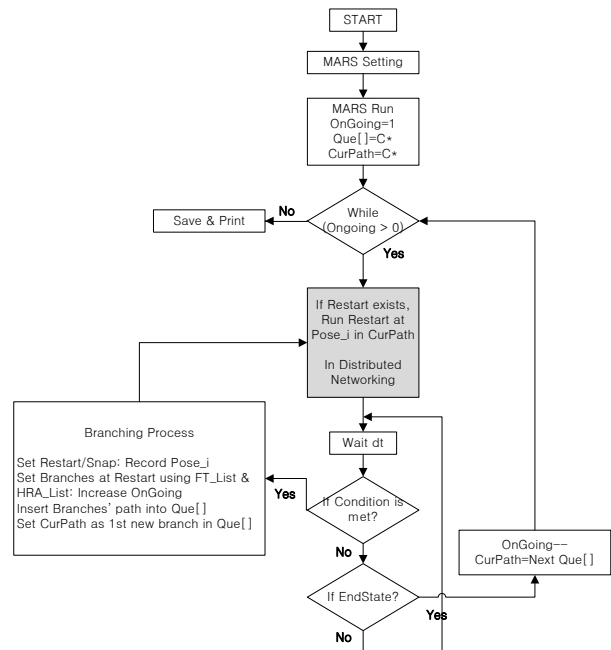 START
MARS Setting
MARS Run
OnGoing=1
Que[]=C*
CurPath=C*
While
(Ongoing > 0)
No
Save & Print
Yes
If Restart exists,
Run Restart at
Pose_i in CurPath
In Distributed
Networking
Wait dt
If Condition is
met?
Yes
Branching Process
Set Restart/Snap: Record Pose_i
Set Branches at Restart using FT_List &
HRA_List: Increase OnGoing
Insert Branches' path into Que[]
Set CurPath as 1st new branch in Que[]
No
If EndState?
Yes
OnGoing--
CurPath=Next Que[]
No